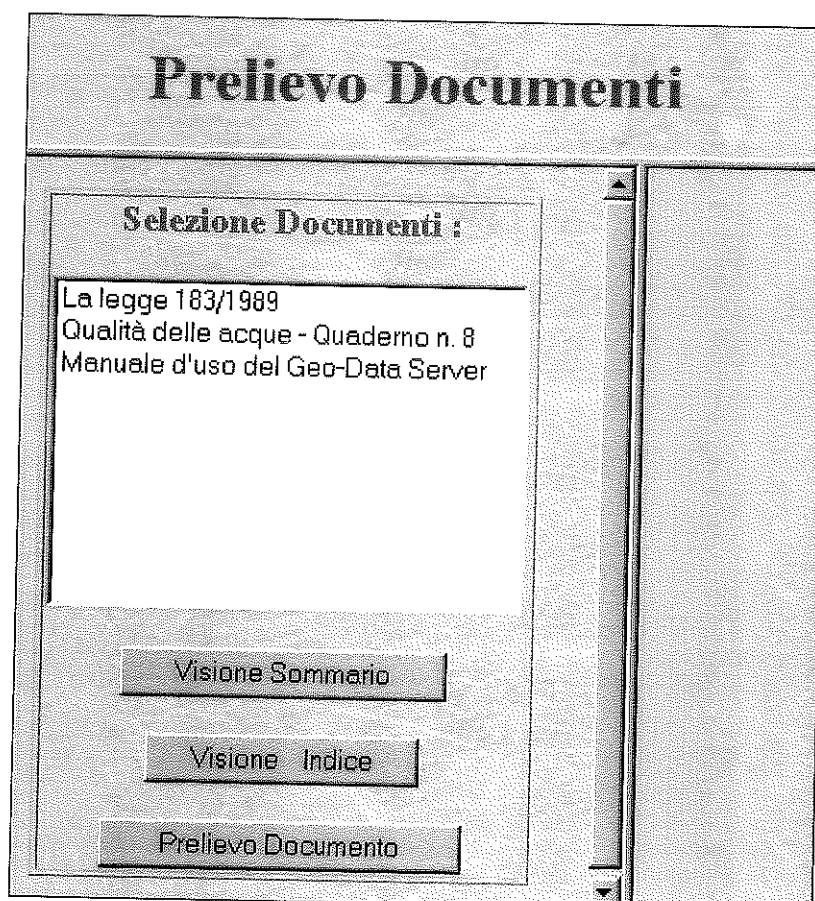 Prelievo Documenti
Selezione Documenti :
La legge 183/1989
Qualità delle acque - Quaderno n. 8
Manuale d'uso del Geo-Data Server
Visione Sommario
Visione Indice
Prelievo Documento